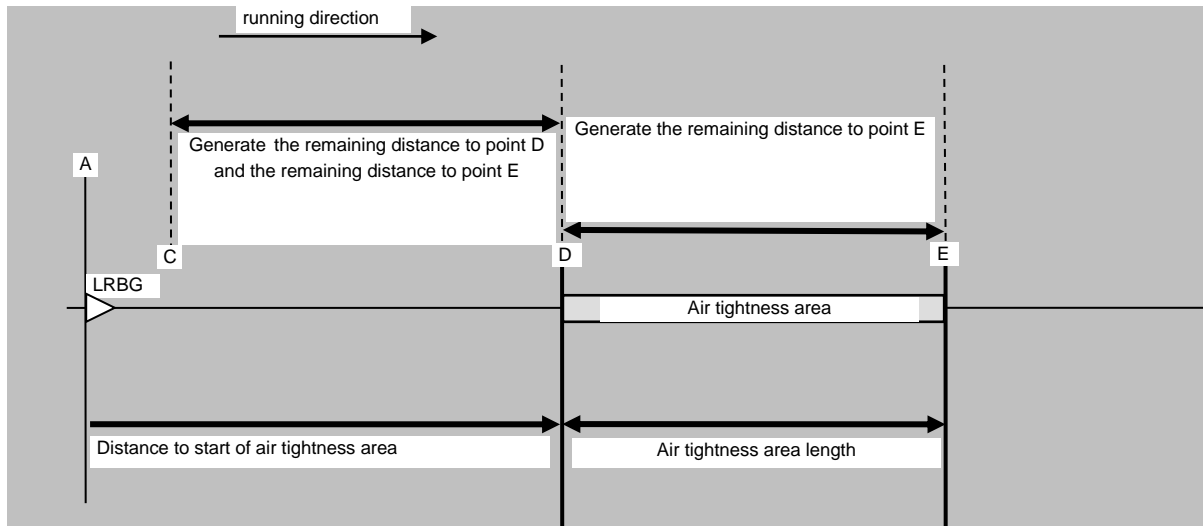 running direction
Generate the remaining distance to point D
and the remaining distance to point E
Generate the remaining distance to point E
A
C
D
E
LRBG
Air tightness area
Distance to start of air tightness area
Air tightness area length